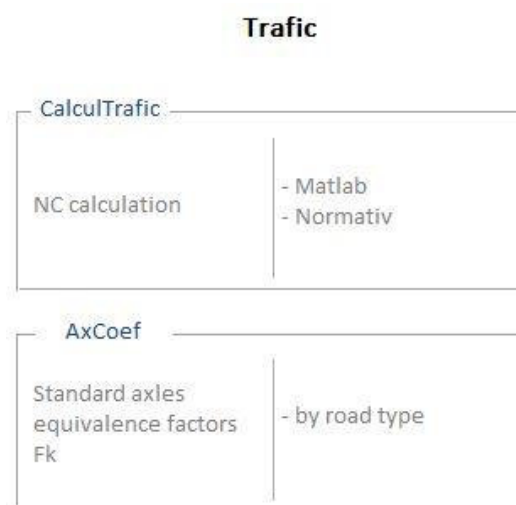 Trafic
CalculTrafic
NC calculation
- Matlab
- Normativ
AxCoef
Standard axles
equivalence factors
Fk
- by road type